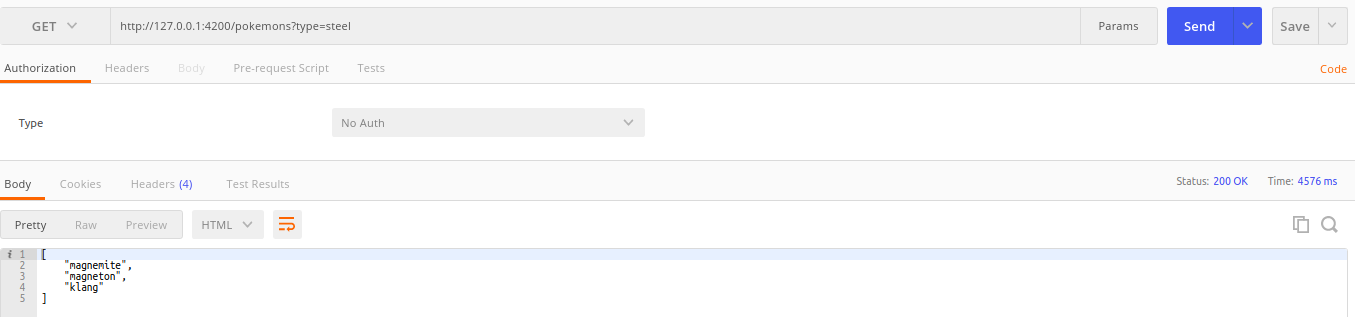 GET http://127.0.0.1:4200/pokemons?type=steel Params Send Save
Authorization Headers Body Pre-request Script Tests Code
Type No Auth
Body Cookies Headers (4) Test Results Status: 200 OK Time: 4576 ms
Pretty Raw Preview HTML
i 1 [
2 "magnemite",
3 "magneton",
4 "klang"
5 ]